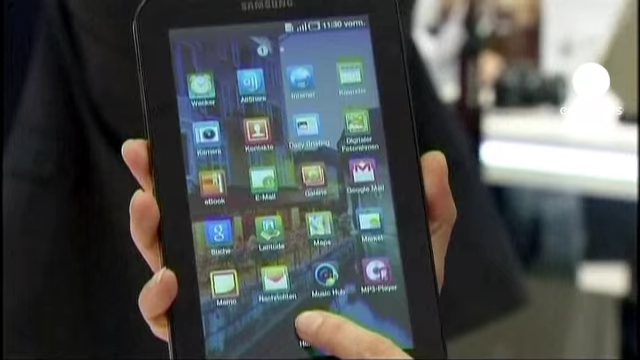 SAMSUNG
11:30 vorm.
Wecker AllShare Internet Kalender
Kamera Kontakte Daily Briefing Digitaler Fotorahmen
eBook E-Mail Galerie Google Mail
Suche Latitude Maps Market
Memo Nachrichten Music Hub MP3-Player